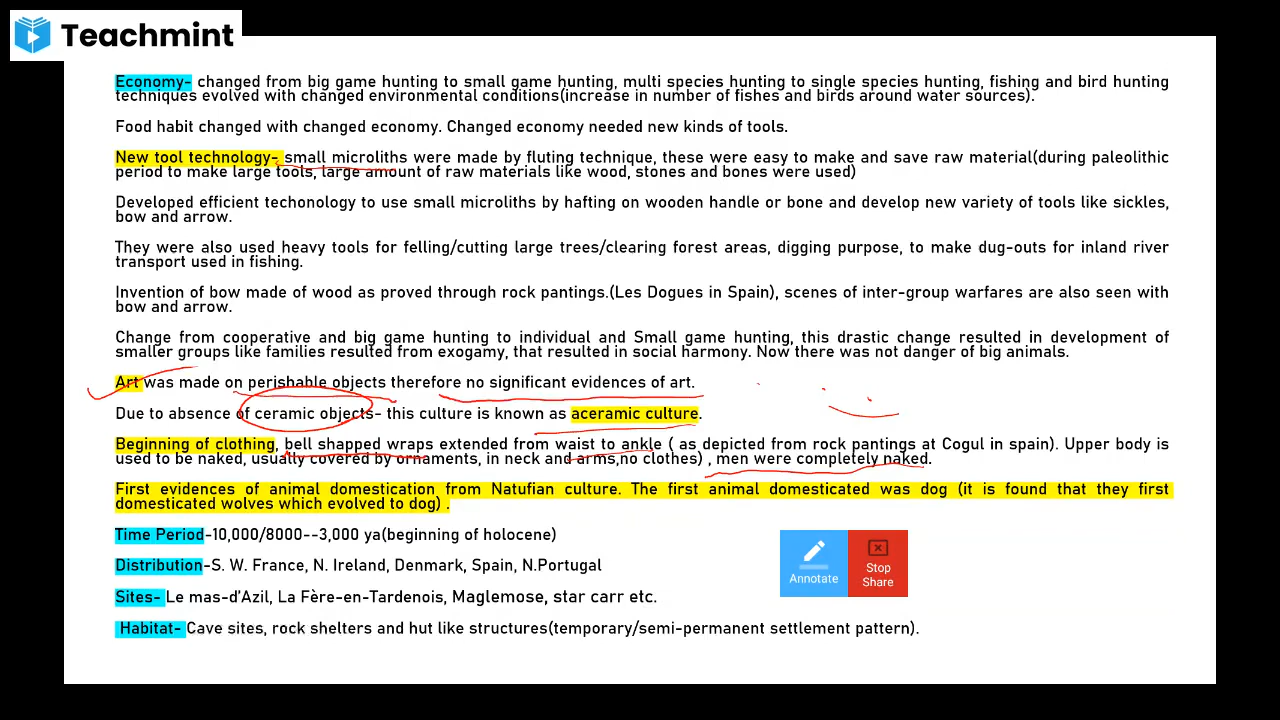 Teachmint
Economy- changed from big game hunting to small game hunting, multi species hunting to single species hunting, fishing and bird hunting
techniques evolved with changed environmental conditions(increase in number of fishes and birds around water sources).
Food habit changed with changed economy. Changed economy needed new kinds of tools.
New tool technology- small microliths were made by fluting technique, these were easy to make and save raw material(during paleolithic
period to make large tools, large amount of raw materials like wood, stones and bones were used)
Developed efficient techonology to use small microliths by hafting on wooden handle or bone and develop new variety of tools like sickles,
bow and arrow.
They were also used heavy tools for felling/cutting large trees/clearing forest areas, digging purpose, to make dug-outs for inland river
transport used in fishing.
Invention of bow made of wood as proved through rock pantings.(Les Dogues in Spain), scenes of inter-group warfares are also seen with
bow and arrow.
Change from cooperative and big game hunting to individual and Small game hunting, this drastic change resulted in development of
smaller groups like families resulted from exogamy, that resulted in social harmony. Now there was not danger of big animals.
Art was made on perishable objects therefore no significant evidences of art.
Due to absence of ceramic objects- this culture is known as aceramic culture.
Beginning of clothing, bell shapped wraps extended from waist to ankle ( as depicted from rock pantings at Cogul in spain). Upper body is
used to be naked, usually covered by ornaments, in neck and arms,no clothes) , men were completely naked.
First evidences of animal domestication from Natufian culture. The first animal domesticated was dog (it is found that they first
domesticated wolves which evolved to dog) .
Time Period-10,000/8000--3,000 ya(beginning of holocene)
Distribution-S. W. France, N. Ireland, Denmark, Spain, N.Portugal
Sites- Le mas-d'Azil, La Fère-en-Tardenois, Maglemose, star carr etc.
Habitat- Cave sites, rock shelters and hut like structures(temporary/semi-permanent settlement pattern).
Annotate
Stop
Share